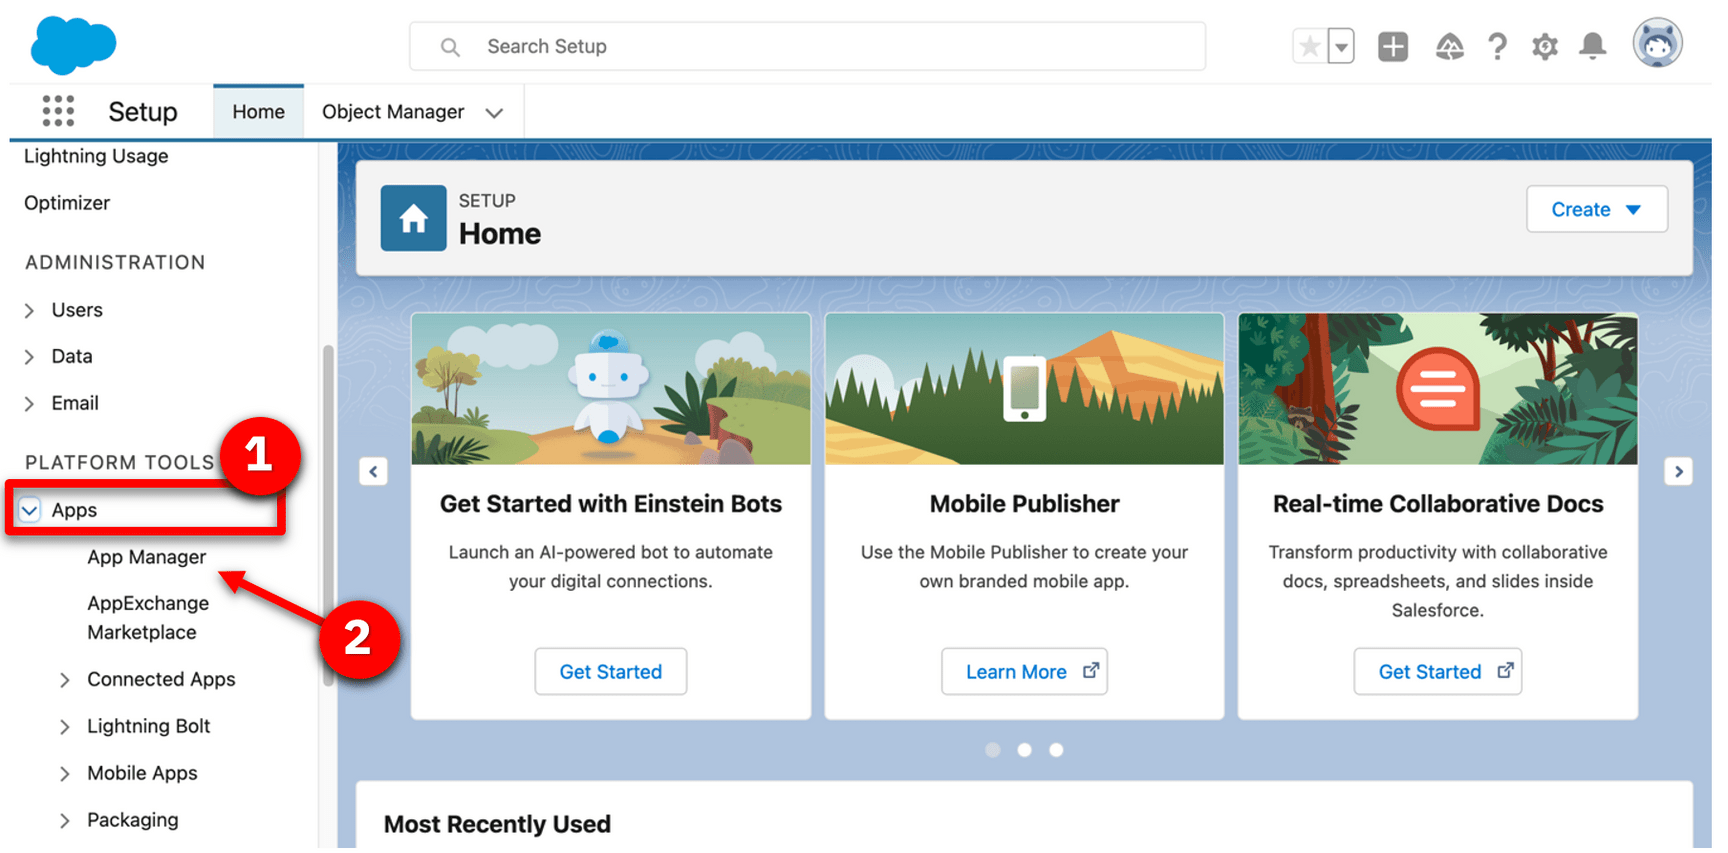 Search Setup
Setup
Home
Object Manager
Lightning Usage
Optimizer
ADMINISTRATION
Users
Data
Email
PLATFORM TOOLS
1
Apps
App Manager
2
AppExchange
Marketplace
Connected Apps
Lightning Bolt
Mobile Apps
Packaging
SETUP
Home
Create
Get Started with Einstein Bots
Launch an AI-powered bot to automate
your digital connections.
Get Started
Mobile Publisher
Use the Mobile Publisher to create your
own branded mobile app.
Learn More
Real-time Collaborative Docs
Transform productivity with collaborative
docs, spreadsheets, and slides inside
Salesforce.
Get Started
Most Recently Used